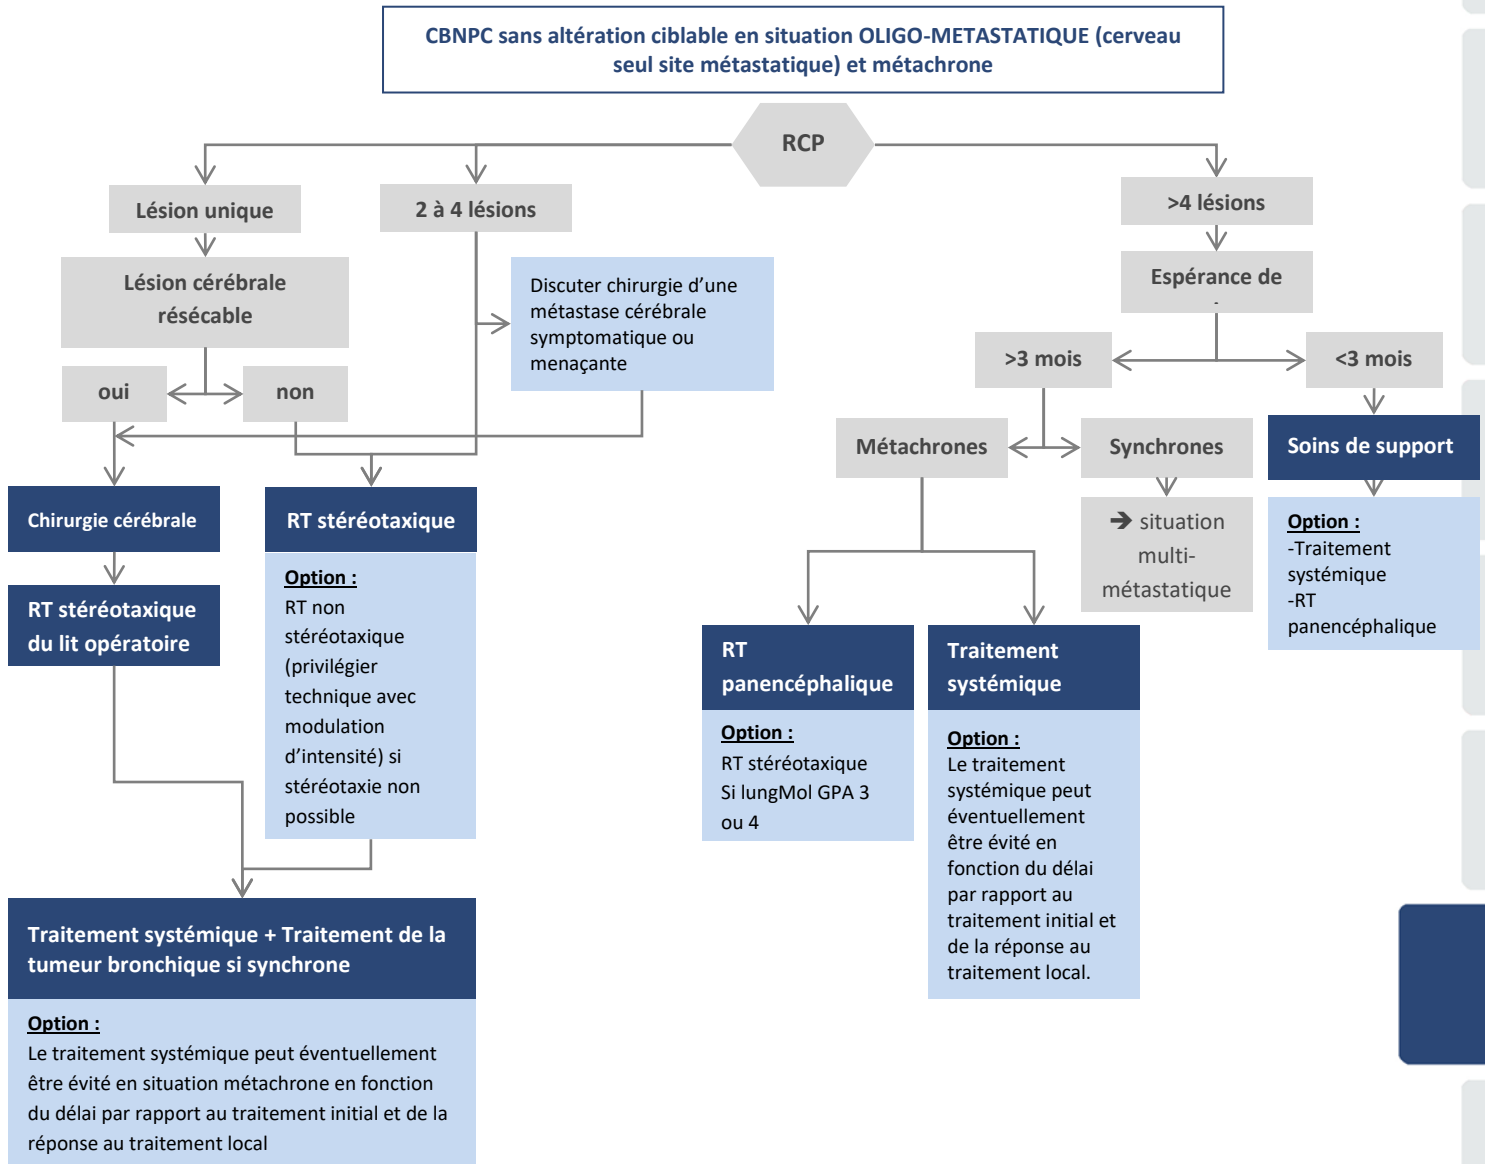 CBNPC sans altération ciblable en situation OLIGO-METASTATIQUE (cerveau
seul site métastatique) et métachrone
RCP
Lésion unique
2 à 4 lésions
>4 lésions
Lésion cérébrale
résécable
Discuter chirurgie d’une
métastase cérébrale
symptomatique ou
menaçante
Espérance de
oui
non
>3 mois
<3 mois
Métachrones
Synchrones
Soins de support
Chirurgie cérébrale
RT stéréotaxique
➔ situation
multi-
métastatique
Option :
-Traitement
systémique
-RT
panencéphalique
RT stéréotaxique
du lit opératoire
Option :
RT non
stéréotaxique
(privilégier
technique avec
modulation
d’intensité) si
stéréotaxie non
possible
RT
panencéphalique
Option :
RT stéréotaxique
Si lungMol GPA 3
ou 4
Traitement
systémique
Option :
Le traitement
systémique peut
éventuellement
être évité en
fonction du délai
par rapport au
traitement initial et
de la réponse au
traitement local.
Traitement systémique + Traitement de la
tumeur bronchique si synchrone
Option :
Le traitement systémique peut éventuellement
être évité en situation métachrone en fonction
du délai par rapport au traitement initial et de la
réponse au traitement local